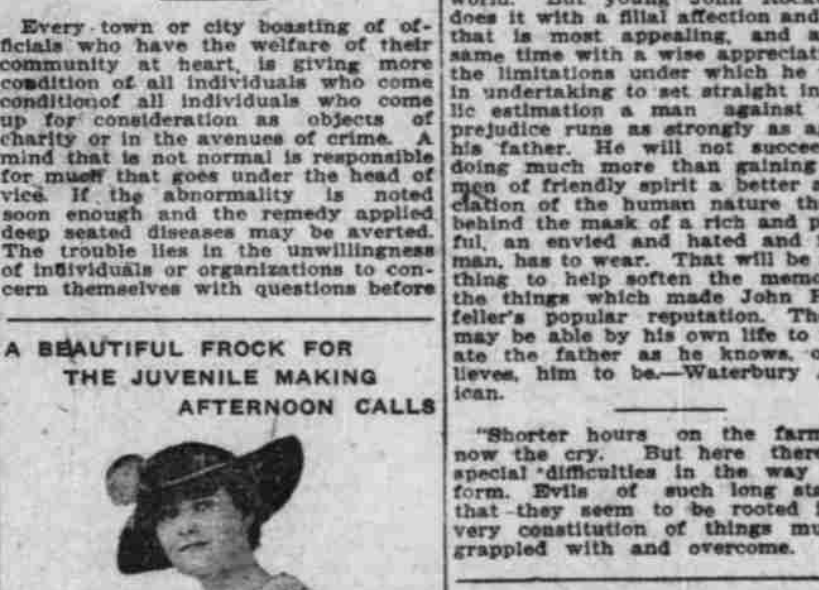 Every town or city boasting of of-
ficials who have the welfare of their
community at heart, is giving more
condition of all individuals who come
conditionof all individuals who come
up for consideration as objects of
charity or in the avenues of crime. A
mind that is not normal is responsible
for much that goes under the head of
vice. If the abnormality is noted
soon enough and the remedy applied
deep seated diseases may be averted.
The trouble lies in the unwillingness
of individuals or organizations to con-
cern themselves with questions before
A BEAUTIFUL FROCK FOR
THE JUVENILE MAKING
AFTERNOON CALLS
does it with a filial affection and
that is most appealing, and a
same time with a wise appreciat
the limitations under which he
in undertaking to set straight in
lic estimation a man against
prejudice runs as strongly as a
his father. He will not succee
doing much more than gaining
men of friendly spirit a better a
ciation of the human nature th
behind the mask of a rich and p
ful, an envied and hated and
man, has to wear. That will be
thing to help soften the memo
the things which made John
feller's popular reputation. Th
may be able by his own life to
ate the father as he knows, o
lieves, him to be.—Waterbury
ican.
"Shorter hours on the farm
now the cry. But here there
special difficulties in the way
form. Evils of such long sta
that they seem to be rooted
very constitution of things mu
grappled with and overcome.